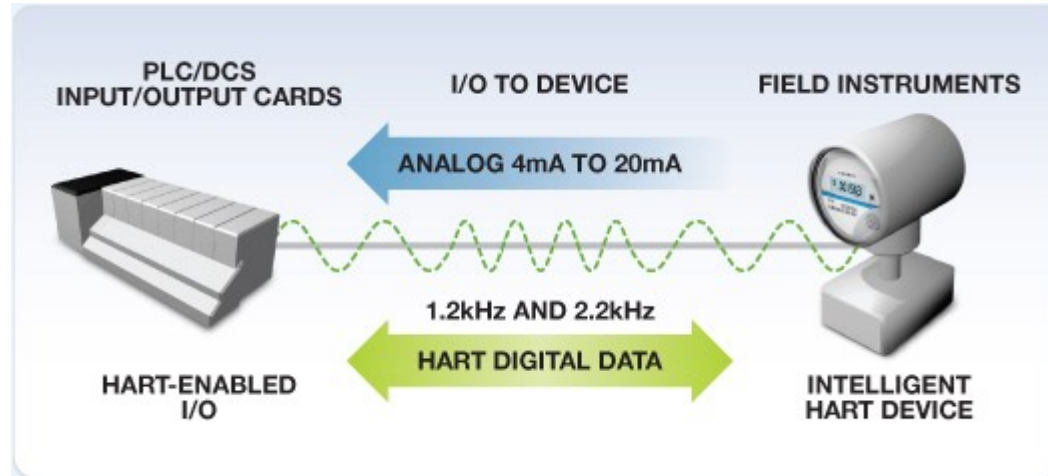 PLC/DCS
INPUT/OUTPUT CARDS
I/O TO DEVICE
FIELD INSTRUMENTS
ANALOG 4mA TO 20mA
1.2kHz AND 2.2kHz
HART DIGITAL DATA
HART-ENABLED
I/O
INTELLIGENT
HART DEVICE